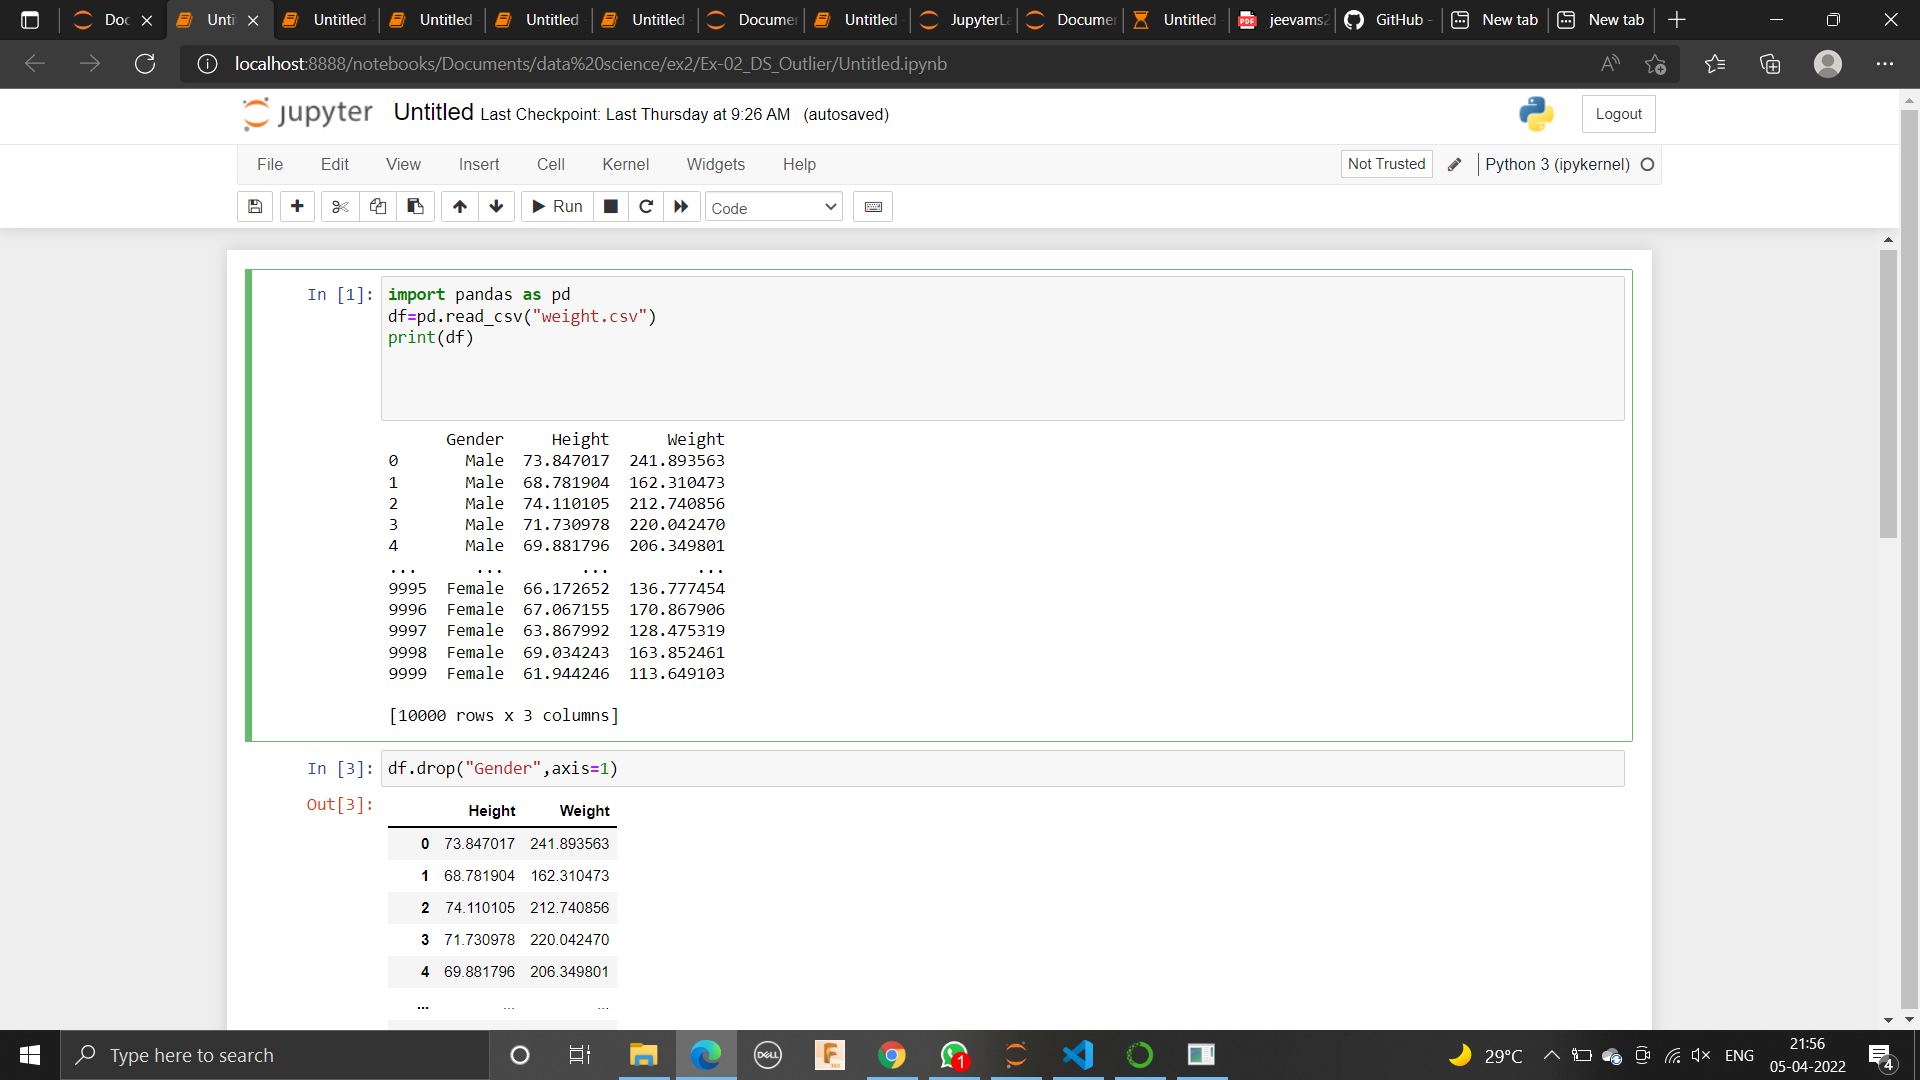 Doc
Unti
Untitled
Untitled
Untitled
Untitled
Documen
Untitled
JupyterLa
Documen
Untitled
jeevams2
GitHub -
New tab
New tab
localhost:8888/notebooks/Documents/data%20science/ex2/Ex-02_DS_Outlier/Untitled.ipynb
jupyter Untitled Last Checkpoint: Last Thursday at 9:26 AM (autosaved)
Logout
File Edit View Insert Cell Kernel Widgets Help
Not Trusted Python 3 (ipykernel)
Run Code
In [1]: import pandas as pd
df=pd.read_csv("weight.csv")
print(df)
Gender Height Weight
0 Male 73.847017 241.893563
1 Male 68.781904 162.310473
2 Male 74.110105 212.740856
3 Male 71.730978 220.042470
4 Male 69.881796 206.349801
... ... ... ...
9995 Female 66.172652 136.777454
9996 Female 67.067155 170.867906
9997 Female 63.867992 128.475319
9998 Female 69.034243 163.852461
9999 Female 61.944246 113.649103
[10000 rows x 3 columns]
In [3]: df.drop("Gender",axis=1)
Out[3]:
Height Weight
0 73.847017 241.893563
1 68.781904 162.310473
2 74.110105 212.740856
3 71.730978 220.042470
4 69.881796 206.349801
... ... ...
Type here to search
DELL
1
29°C
ENG
21:56
05-04-2022
4